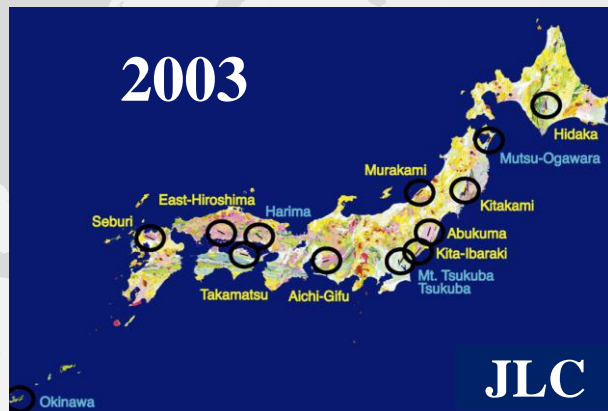 2003
Hidaka
Mutsu-Ogawara
Murakami
East-Hiroshima
Harima
Kitakami
Seburi
Abukuma
Kita-Ibaraki
Mt. Tsukuba
Tsukuba
Takamatsu
Aichi-Gifu
JLC
Okinawa